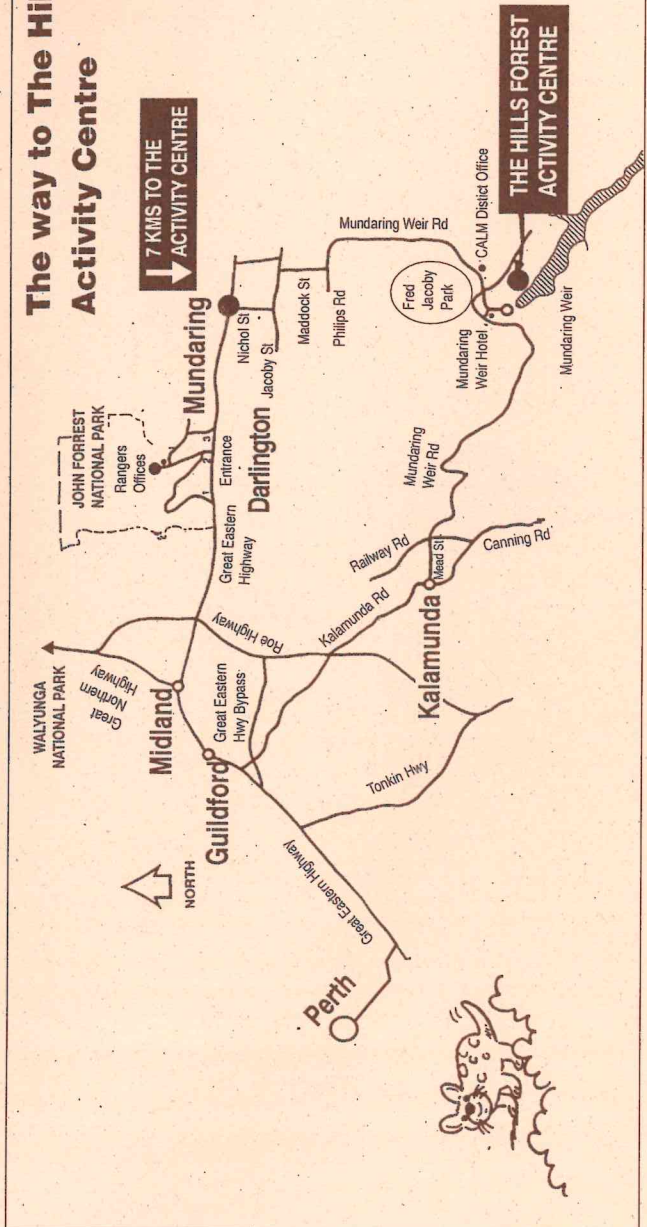 The way to The Hi
Activity Centre
7 KMS TO THE
ACTIVITY CENTRE
THE HILLS FOREST
ACTIVITY CENTRE
WALYUNGA
NATIONAL PARK
JOHN FORREST
NATIONAL PARK
Rangers
Offices
Great
Northern
Highway
Midland
Guildford
Great Eastern
Hwy Bypass
Roe Highway
Great Eastern
Highway
1
2
3
Entrance
Darlington
Mundaring
Nichol St
Jacoby St
Maddock St
Philips Rd
Mundaring Weir Rd
Fred
Jacoby
Park
CALM Distict Office
Mundaring
Weir Hotel
Mundaring Weir
Mundaring
Weir Rd
Railway Rd
Mead St
Canning Rd
Kalamunda Rd
Kalamunda
Tonkin Hwy
Great Eastern Highway
Perth
NORTH